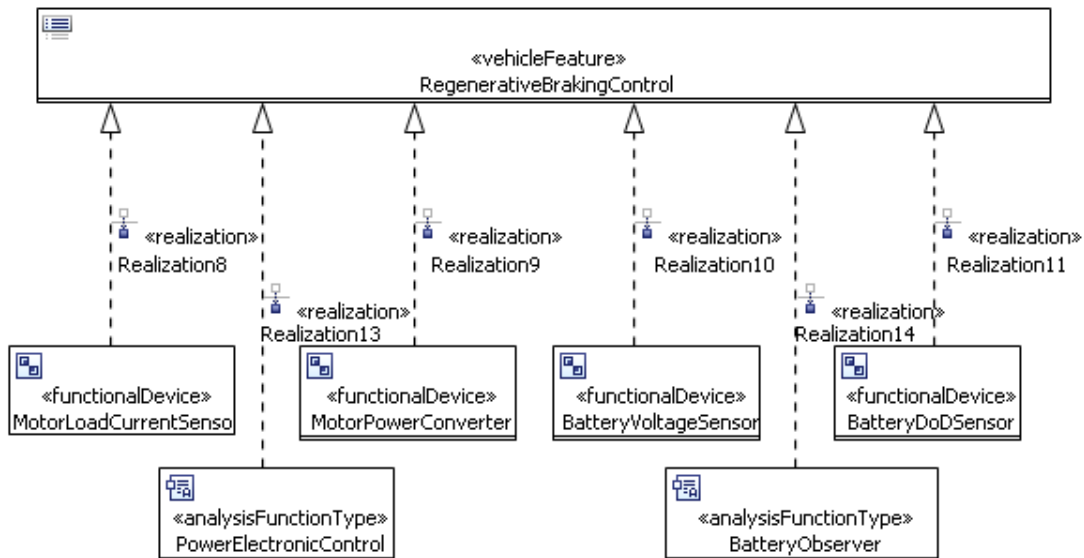 «vehicleFeature»
RegenerativeBrakingControl
«realization»
Realization8
«realization»
Realization9
«realization»
Realization10
«realization»
Realization11
«realization»
Realization13
«realization»
Realization14
«functionalDevice»
MotorLoadCurrentSenso
«functionalDevice»
MotorPowerConverter
«functionalDevice»
BatteryVoltageSensor
«functionalDevice»
BatteryDoDSensor
«analysisFunctionType»
PowerElectronicControl
«analysisFunctionType»
BatteryObserver